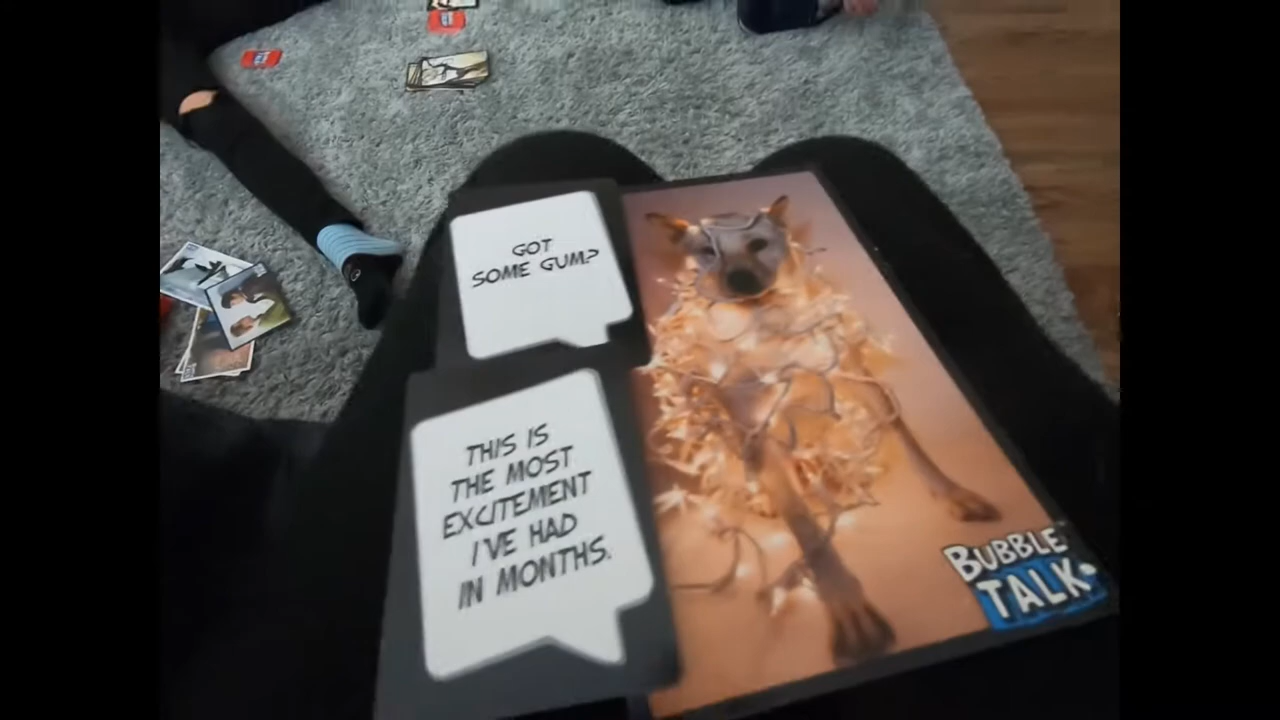 GOT
SOME GUM?
THIS IS
THE MOST
EXCITEMENT
I'VE HAD
IN MONTHS.
BUBBLE
TALK